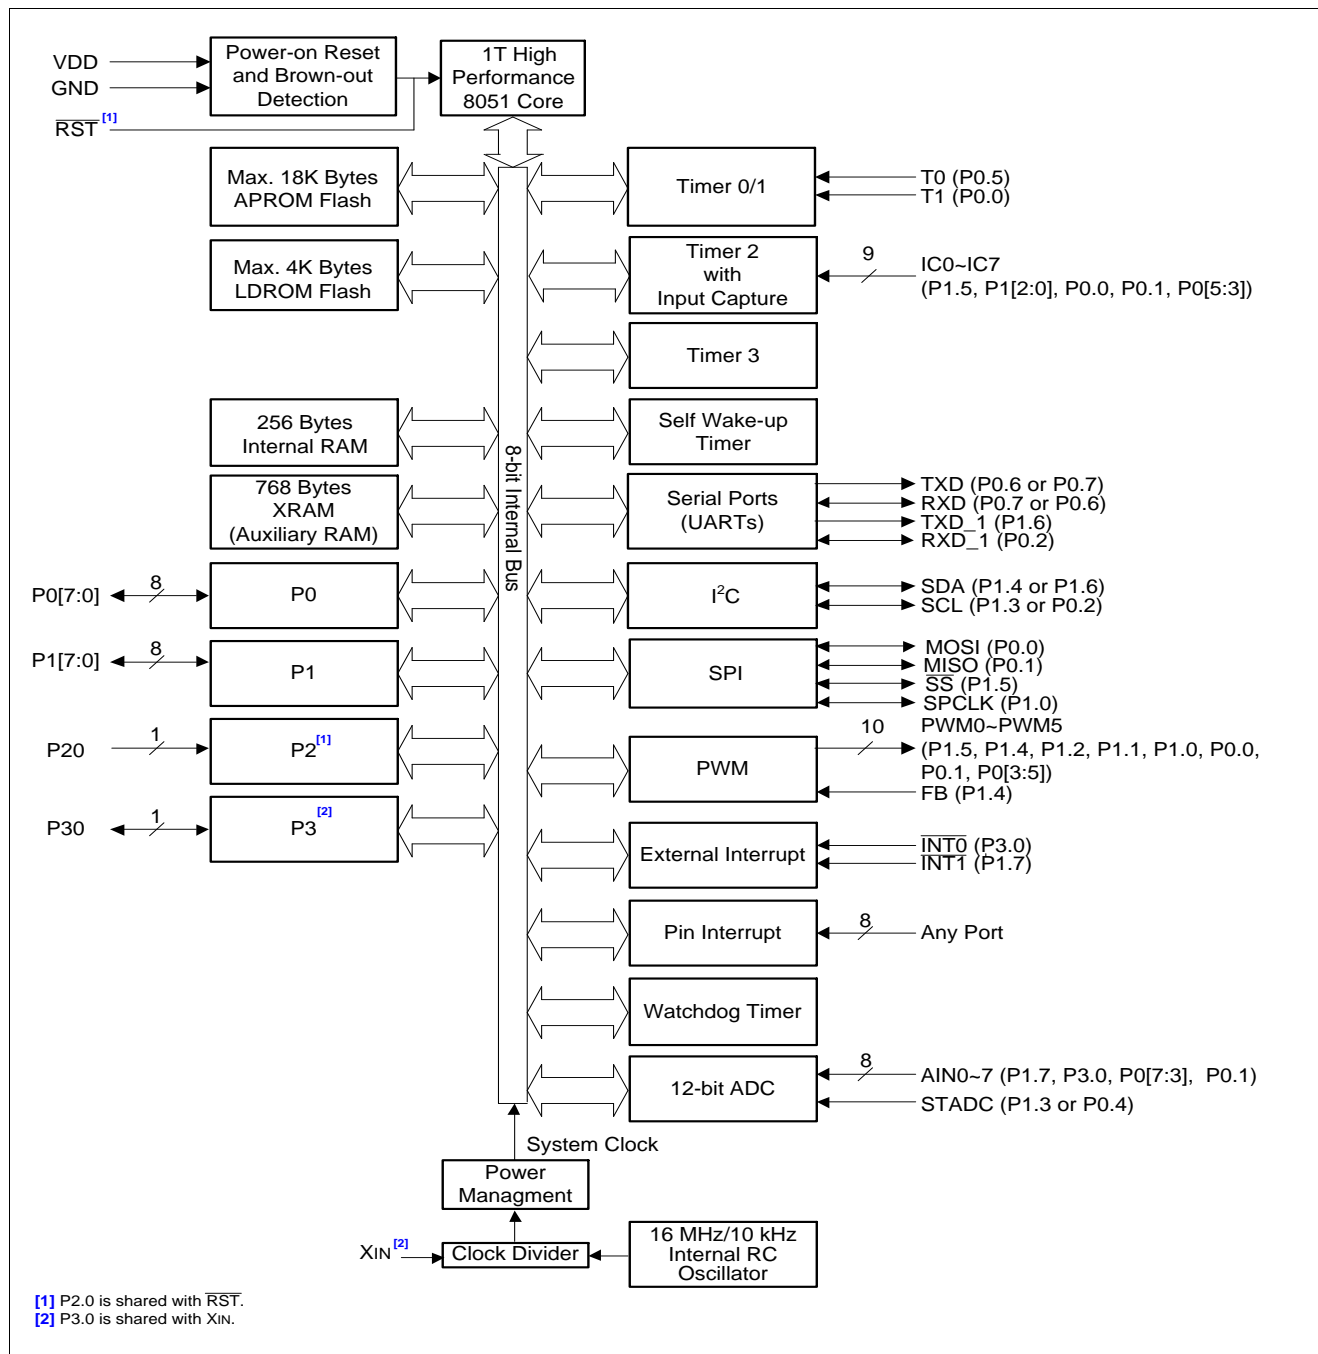 VDD
GND
RST [1]
Power-on Reset
and Brown-out
Detection
1T High
Performance
8051 Core
Max. 18K Bytes
APROM Flash
Timer 0/1
T0 (P0.5)
T1 (P0.0)
Max. 4K Bytes
LDROM Flash
Timer 2
with
Input Capture
9
IC0~IC7
(P1.5, P1[2:0], P0.0, P0.1, P0[5:3])
Timer 3
256 Bytes
Internal RAM
Self Wake-up
Timer
8-bit Internal Bus
768 Bytes
XRAM
(Auxiliary RAM)
Serial Ports
(UARTs)
TXD (P0.6 or P0.7)
RXD (P0.7 or P0.6)
TXD_1 (P1.6)
RXD_1 (P0.2)
P0[7:0]
8
P0
I²C
SDA (P1.4 or P1.6)
SCL (P1.3 or P0.2)
P1[7:0]
8
P1
SPI
MOSI (P0.0)
MISO (P0.1)
SS (P1.5)
SPCLK (P1.0)
P20
1
P2[1]
PWM
10
PWM0~PWM5
(P1.5, P1.4, P1.2, P1.1, P1.0, P0.0,
P0.1, P0[3:5])
FB (P1.4)
P30
1
P3[2]
External Interrupt
INT0 (P3.0)
INT1 (P1.7)
Pin Interrupt
8
Any Port
Watchdog Timer
12-bit ADC
8
AIN0~7 (P1.7, P3.0, P0[7:3], P0.1)
STADC (P1.3 or P0.4)
System Clock
Power
Managment
XIN [2]
Clock Divider
16 MHz/10 kHz
Internal RC
Oscillator
[1] P2.0 is shared with RST.
[2] P3.0 is shared with XIN.